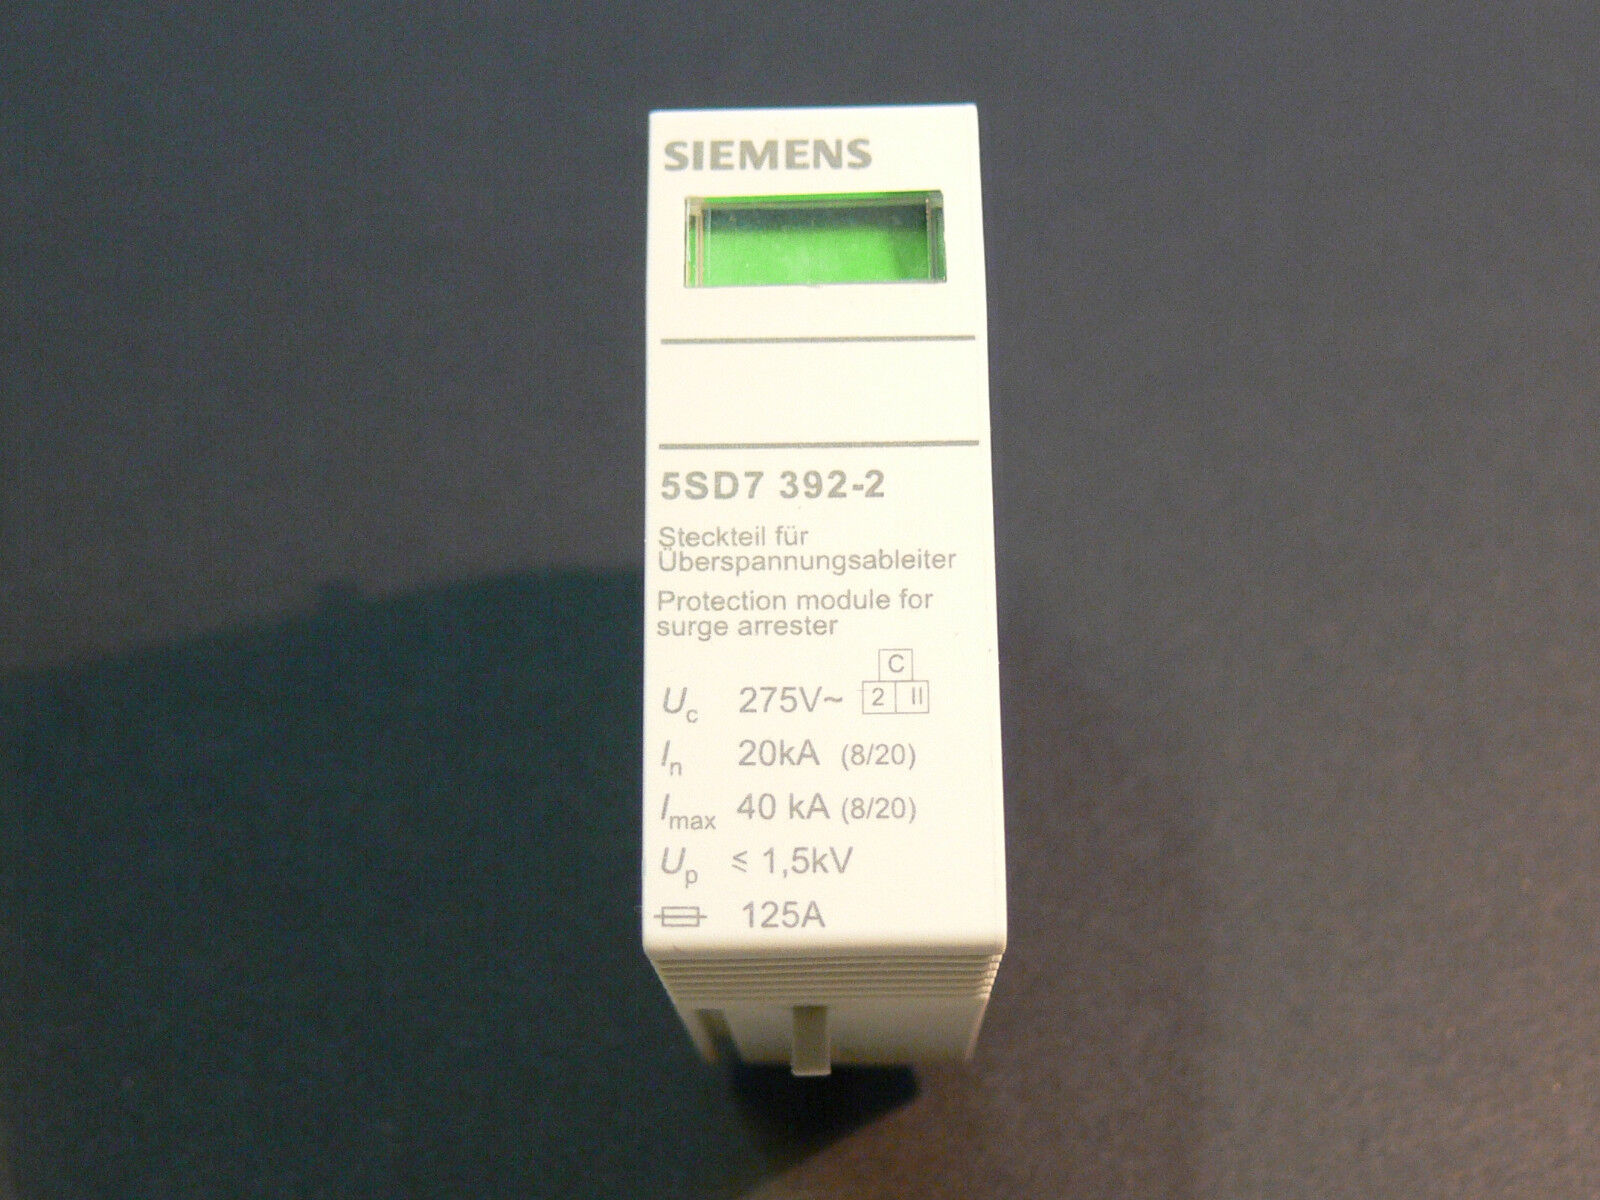 SIEMENS
5SD7 392-2
Steckteil für
Überspannungsableiter
Protection module for
surge arrester
C
Uc 275V~ 2 II
In 20kA (8/20)
Imax 40 kA (8/20)
Up ≤ 1,5kV
125A